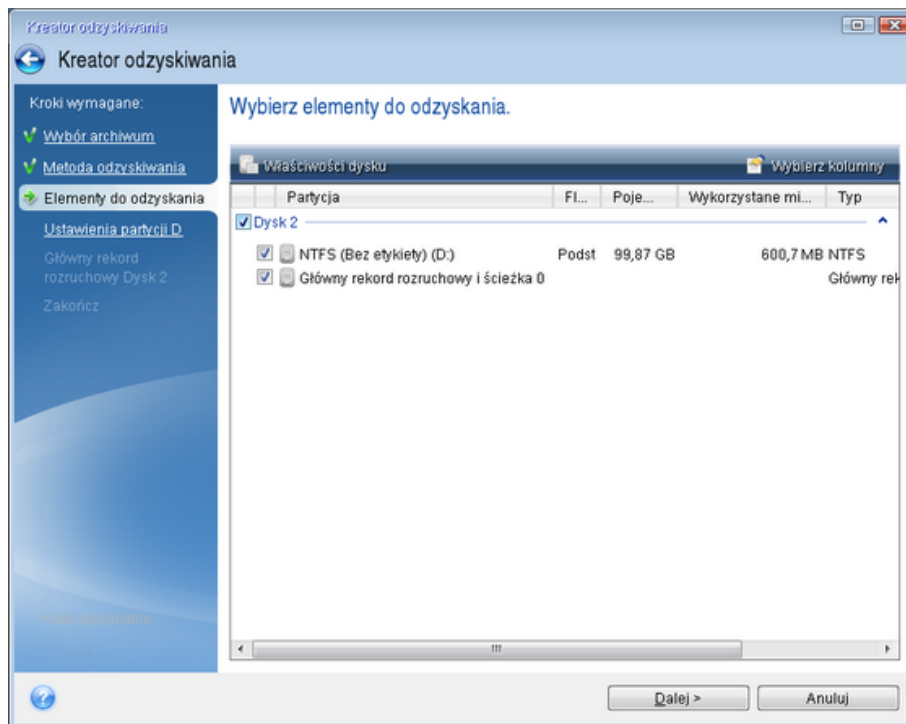 Kreator odzyskiwania
Kreator odzyskiwania
Kroki wymagane:
Wybór archiwum
Metoda odzyskiwania
Elementy do odzyskania
Ustawienia partycji D
Główny rekord
rozruchowy Dysk 2
Zakończ
Wybierz elementy do odzyskania.
Właściwości dysku Wybierz kolumny
Partycja Fl... Poje... Wykorzystane mi... Typ
Dysk 2
NTFS (Bez etykiety) (D:) Podst 99,87 GB 600,7 MB NTFS
Główny rekord rozruchowy i ścieżka 0 Główny rek
Dalej > Anuluj